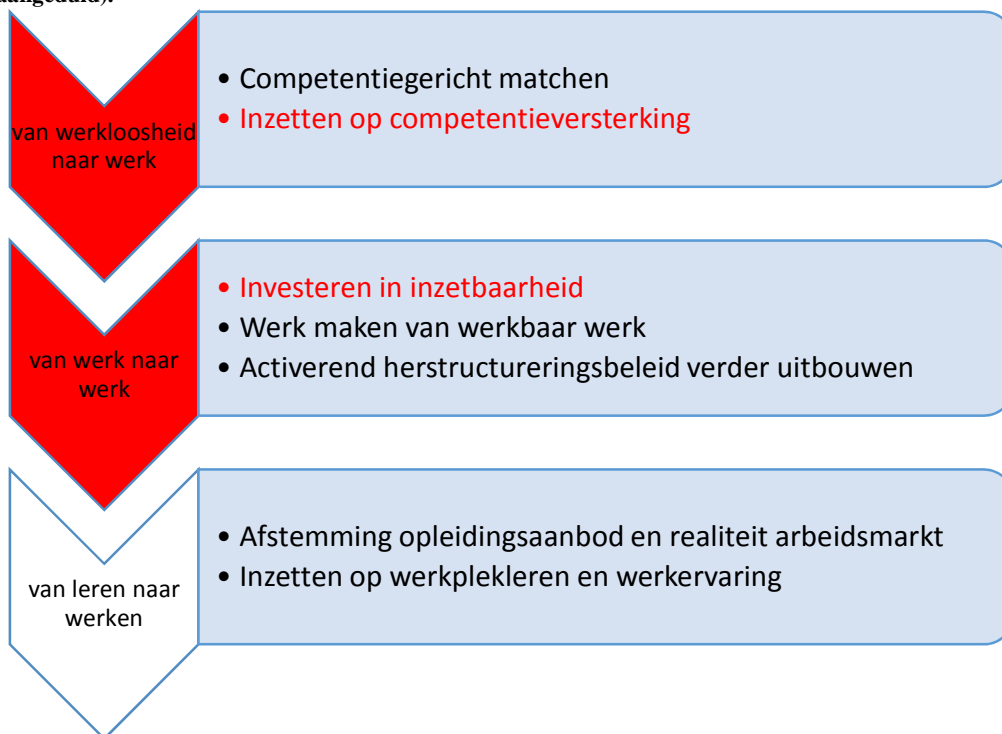 aangeduid).
van werkloosheid
naar werk
• Competentiegericht matchen
• Inzetten op competentieversterking
van werk naar
werk
• Investeren in inzetbaarheid
• Werk maken van werkbaar werk
• Activerend herstructureringsbeleid verder uitbouwen
van leren naar
werken
• Afstemming opleidingsaanbod en realiteit arbeidsmarkt
• Inzetten op werkplekleren en werkervaring